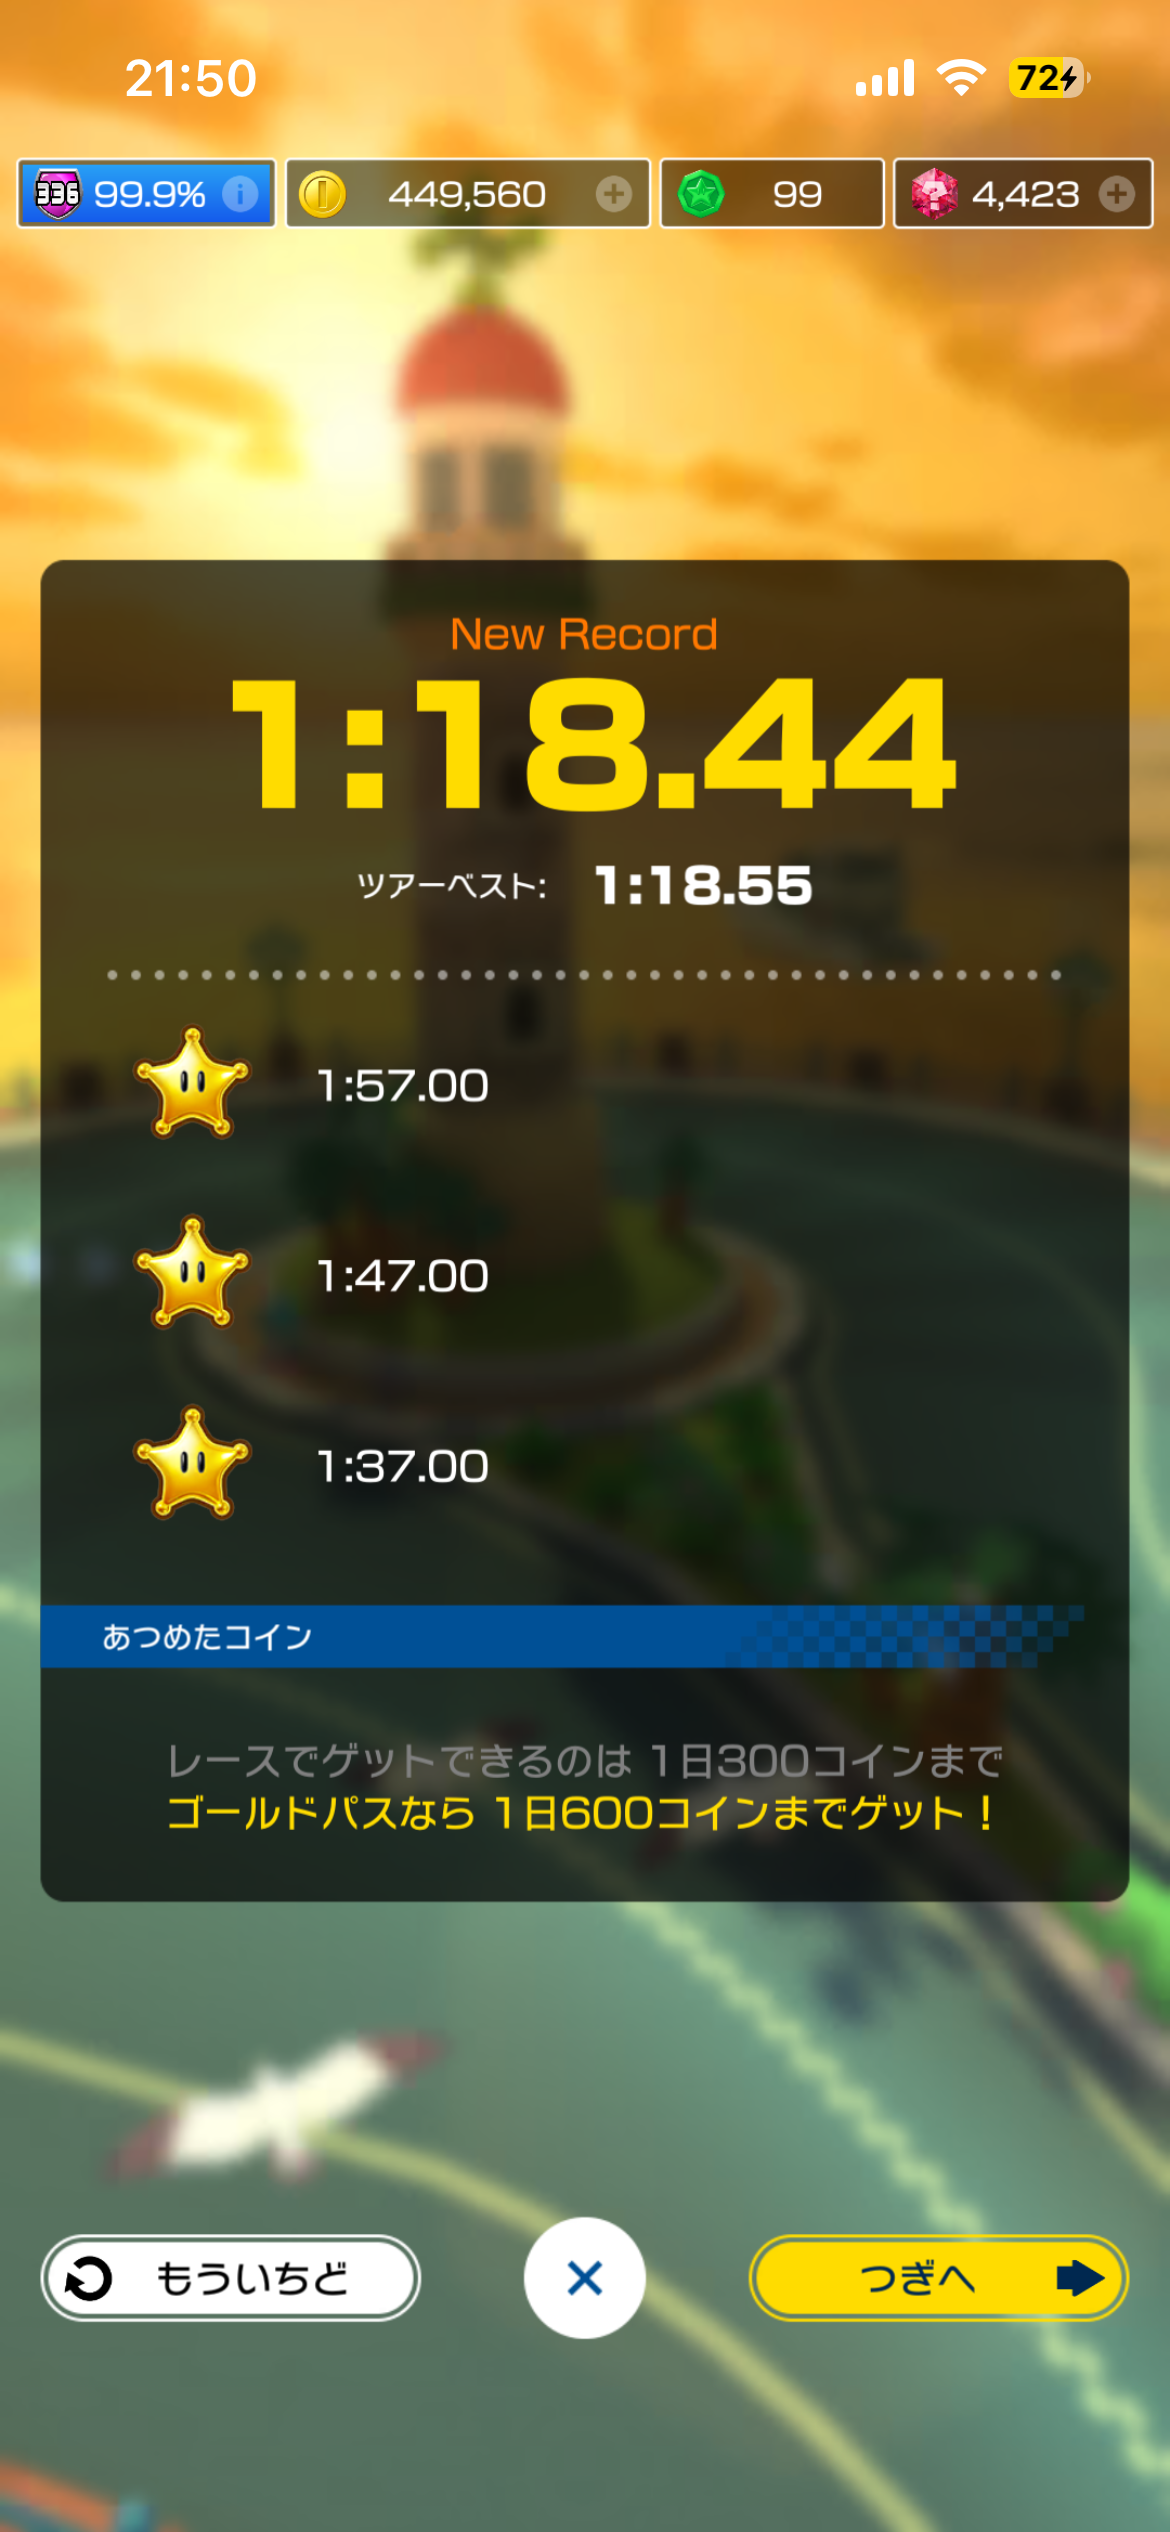 21:50
72
336 99.9% i 449,560 + 99 4,423 +
New Record
1:18.44
ツアーベスト: 1:18.55
1:57.00
1:47.00
1:37.00
あつめたコイン
レースでゲットできるのは 1日300コインまで
ゴールドパスなら 1日600コインまでゲット！
もういちど
つぎへ